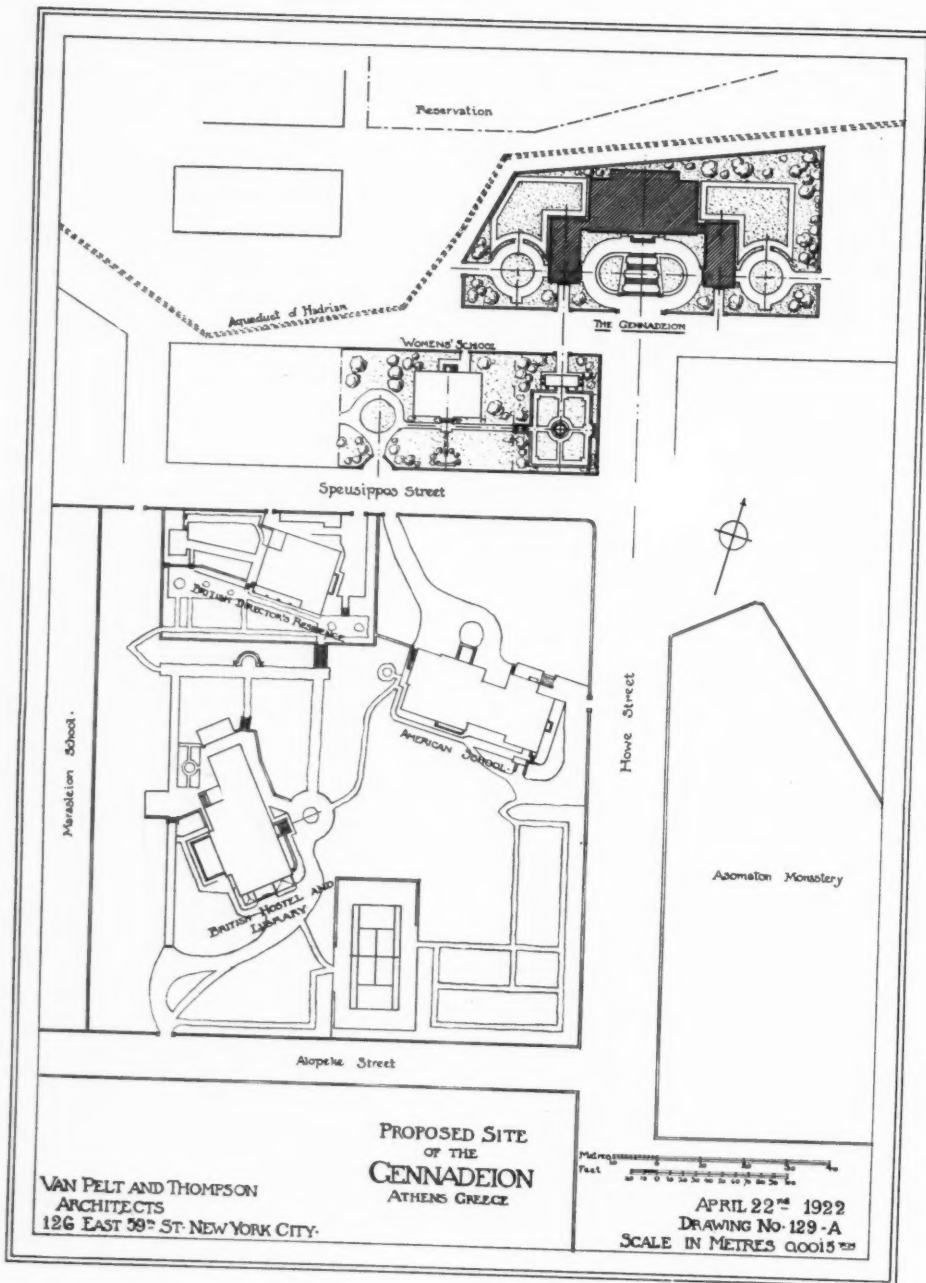 Reservation
Aqueduct of Hadrian
THE GENNADEION
WOMENS' SCHOOL
Speusippos Street
BRITISH DIRECTOR'S RESIDENCE
AMERICAN SCHOOL.
Howe Street
Marasleion School.
BRITISH HOSTEL AND
LIBRARY
Asomaton Monastery
Alopeke Street
PROPOSED SITE
OF THE
GENNADEION
ATHENS GREECE
VAN PELT AND THOMPSON
ARCHITECTS
126 EAST 59TH ST. NEW YORK CITY.
Metres
Feet
APRIL 22ND 1922
DRAWING No. 129-A
SCALE IN METRES 0.0015